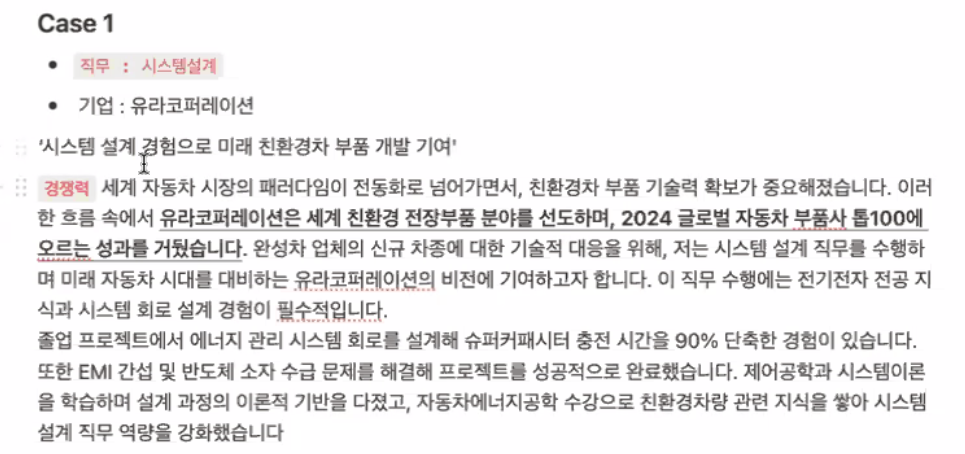 Case 1
직무 : 시스템설계
기업 : 유라코퍼레이션
'시스템 설계 경험으로 미래 친환경차 부품 개발 기여'
경쟁력 세계 자동차 시장의 패러다임이 전동화로 넘어가면서, 친환경차 부품 기술력 확보가 중요해졌습니다. 이러
한 흐름 속에서 유라코퍼레이션은 세계 친환경 전장부품 분야를 선도하며, 2024 글로벌 자동차 부품사 톱100에
오르는 성과를 거뒀습니다. 완성차 업체의 신규 차종에 대한 기술적 대응을 위해, 저는 시스템 설계 직무를 수행하
며 미래 자동차 시대를 대비하는 유라코퍼레이션의 비전에 기여하고자 합니다. 이 직무 수행에는 전기전자 전공 지
식과 시스템 회로 설계 경험이 필수적입니다.
졸업 프로젝트에서 에너지 관리 시스템 회로를 설계해 슈퍼커패시터 충전 시간을 90% 단축한 경험이 있습니다.
또한 EMI 간섭 및 반도체 소자 수급 문제를 해결해 프로젝트를 성공적으로 완료했습니다. 제어공학과 시스템이론
을 학습하며 설계 과정의 이론적 기반을 다졌고, 자동차에너지공학 수강으로 친환경차량 관련 지식을 쌓아 시스템
설계 직무 역량을 강화했습니다